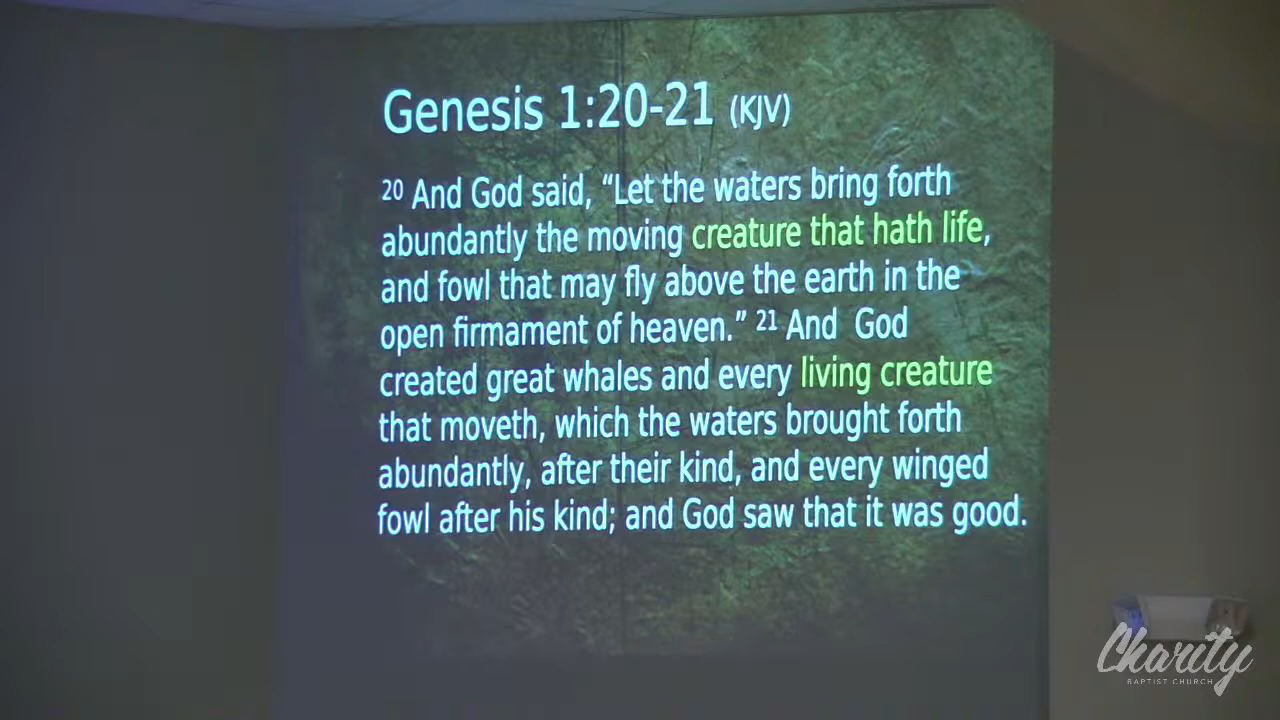 Genesis 1:20-21 (KJV)
20 And God said, “Let the waters bring forth
abundantly the moving creature that hath life,
and fowl that may fly above the earth in the
open firmament of heaven.” 21 And God
created great whales and every living creature
that moveth, which the waters brought forth
abundantly, after their kind, and every winged
fowl after his kind; and God saw that it was good.
Charity
BAPTIST CHURCH